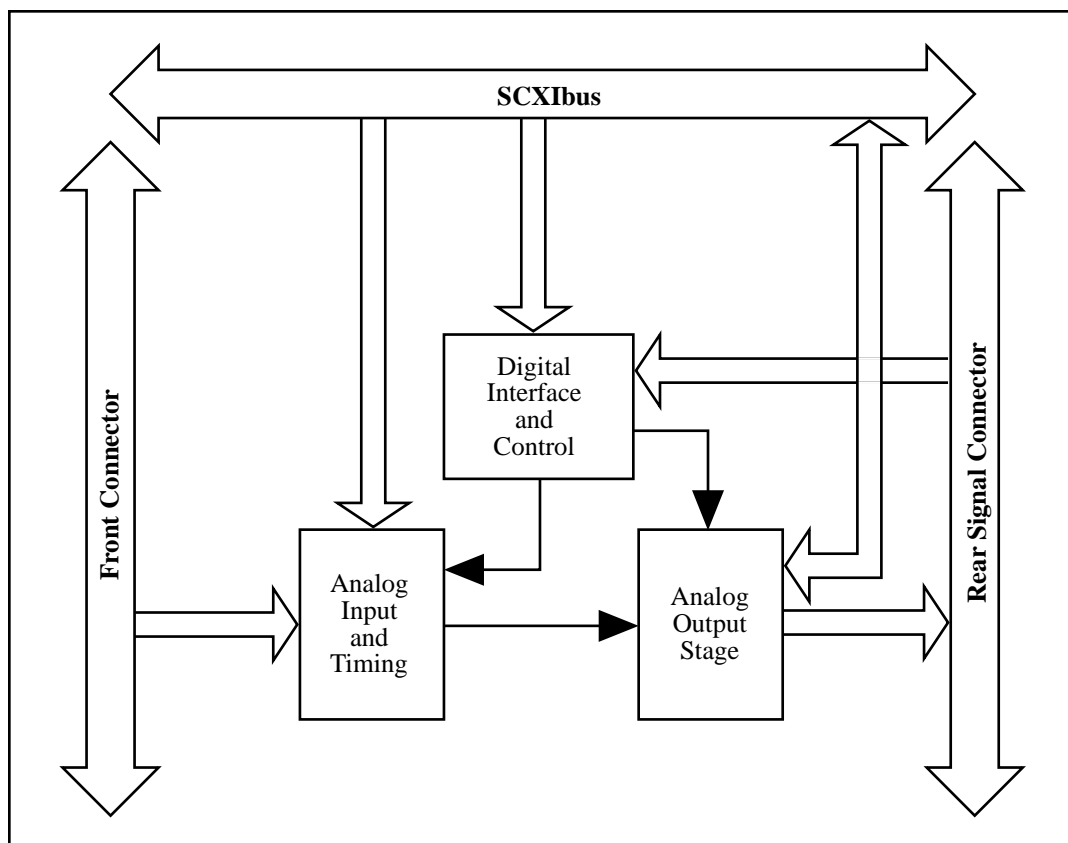 SCXIbus
Front Connector
Digital
Interface
and
Control
Analog
Input
and
Timing
Analog
Output
Stage
Rear Signal Connector